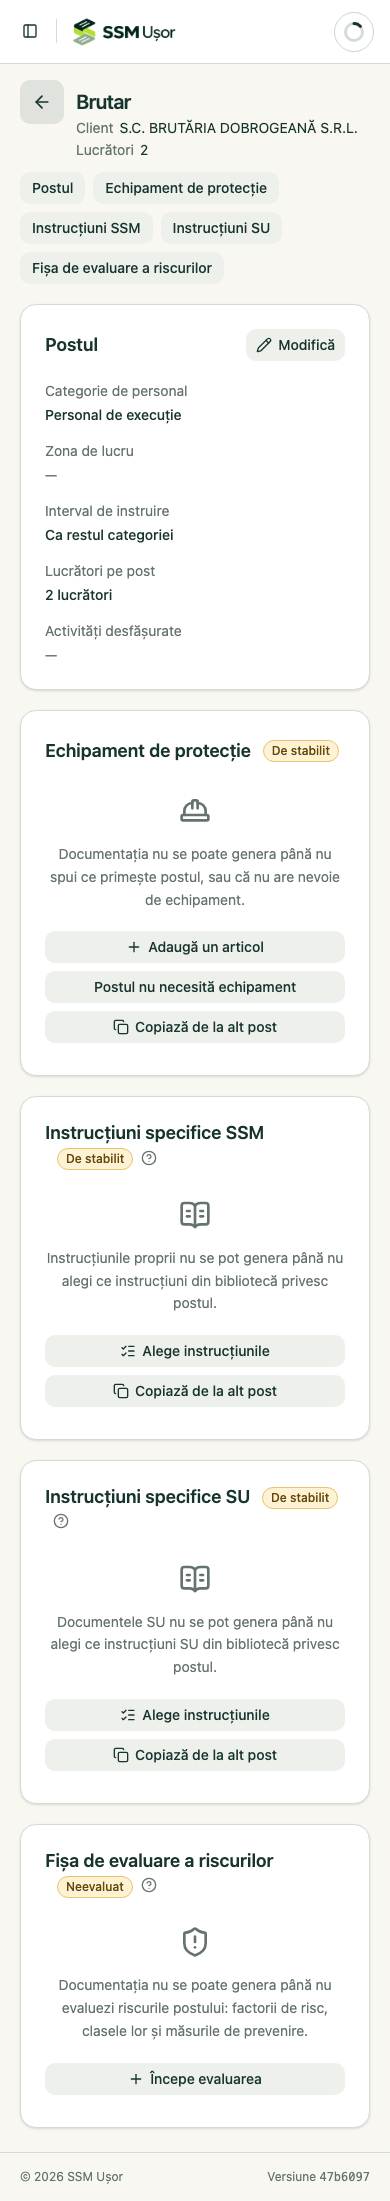 SSM Ușor
Brutar
Client S.C. BRUTĂRIA DOBROGEANĂ S.R.L.
Lucrători 2
Postul
Echipament de protecție
Instrucțiuni SSM
Instrucțiuni SU
Fișa de evaluare a riscurilor
Postul
Modifică
Categorie de personal
Personal de execuție
Zona de lucru
—
Interval de instruire
Ca restul categoriei
Lucrători pe post
2 lucrători
Activități desfășurate
—
Echipament de protecție De stabilit
Documentația nu se poate genera până nu
spui ce primește postul, sau că nu are nevoie
de echipament.
Adaugă un articol
Postul nu necesită echipament
Copiază de la alt post
Instrucțiuni specifice SSM
De stabilit
Instrucțiunile proprii nu se pot genera până nu
alegi ce instrucțiuni din bibliotecă privesc
postul.
Alege instrucțiunile
Copiază de la alt post
Instrucțiuni specifice SU De stabilit
Documentele SU nu se pot genera până nu
alegi ce instrucțiuni SU din bibliotecă privesc
postul.
Alege instrucțiunile
Copiază de la alt post
Fișa de evaluare a riscurilor
Neevaluat
Documentația nu se poate genera până nu
evaluezi riscurile postului: factorii de risc,
clasele lor și măsurile de prevenire.
Începe evaluarea
© 2026 SSM Ușor
Versiune 47b6097